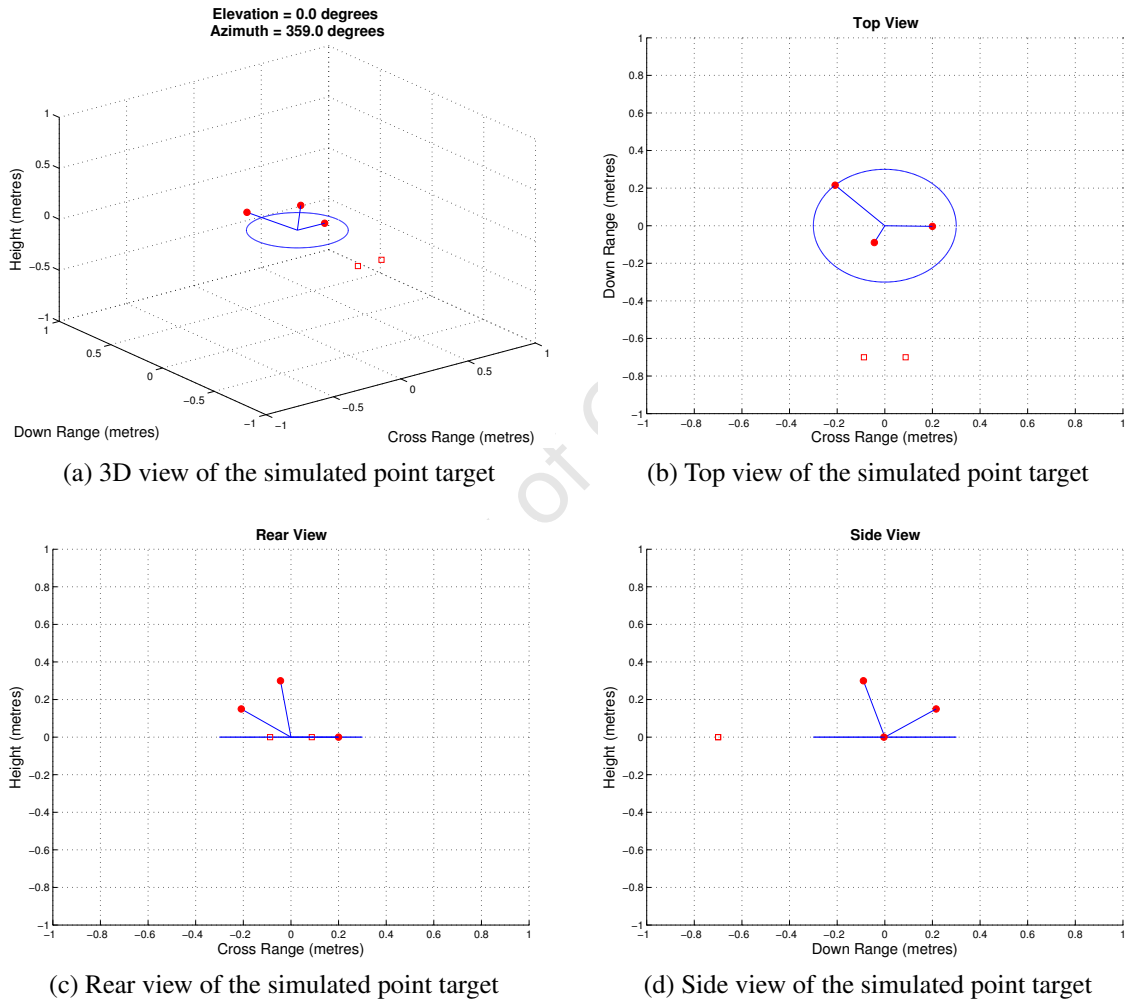 Elevation = 0.0 degrees
Azimuth = 359.0 degrees
1
0.5
0
−0.5
−1
Height (metres)
1
0.5
0
−0.5
−1
Down Range (metres)
−1
−0.5
0
0.5
1
Cross Range (metres)
(a) 3D view of the simulated point target
Top View
1
0.8
0.6
0.4
0.2
0
−0.2
−0.4
−0.6
−0.8
−1
Down Range (metres)
−1 −0.8 −0.6 −0.4 −0.2 0 0.2 0.4 0.6 0.8 1
Cross Range (metres)
(b) Top view of the simulated point target
of
Rear View
1
0.8
0.6
0.4
0.2
0
−0.2
−0.4
−0.6
−0.8
−1
Height (metres)
−1 −0.8 −0.6 −0.4 −0.2 0 0.2 0.4 0.6 0.8 1
Cross Range (metres)
(c) Rear view of the simulated point target
Side View
1
0.8
0.6
0.4
0.2
0
−0.2
−0.4
−0.6
−0.8
−1
Height (metres)
−1 −0.8 −0.6 −0.4 −0.2 0 0.2 0.4 0.6 0.8 1
Down Range (metres)
(d) Side view of the simulated point target